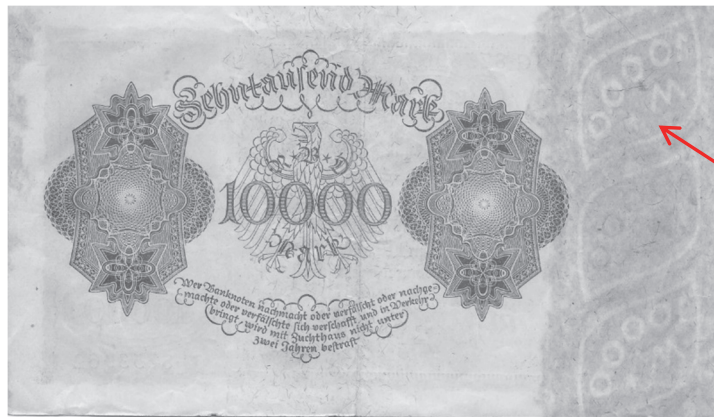 Zehntausend Mark
10000
Mark
Wer Banknoten nachmacht oder verfälscht oder nachge-
machte oder verfälschte sich verschafft und in Verkehr
bringt, wird mit Zuchthaus nicht unter
zwei Jahren bestraft